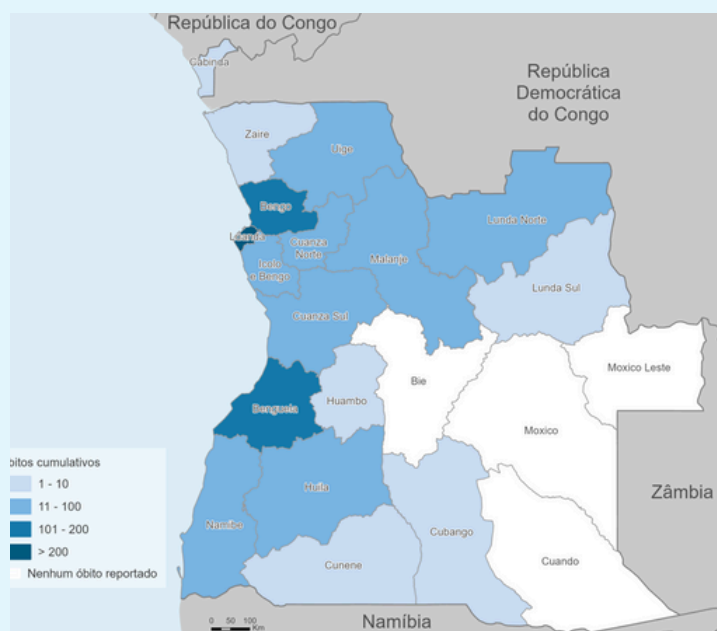 República do Congo
Cabinda
República
Democrática
do Congo
Zaire
Uige
Bengo
Lunda Norte
Luanda
Cuanza
Norte
Malanje
Icolo
e Bengo
Lunda Sul
Cuanza Sul
Moxico Leste
Bie
Huambo
Benguela
Moxico
bitos cumulativos
1 - 10
11 - 100
101 - 200
> 200
Nenhum óbito reportado
Huila
Zâmbia
Namibe
Cubango
Cuando
Cunene
0 50 100
Km
Namíbia